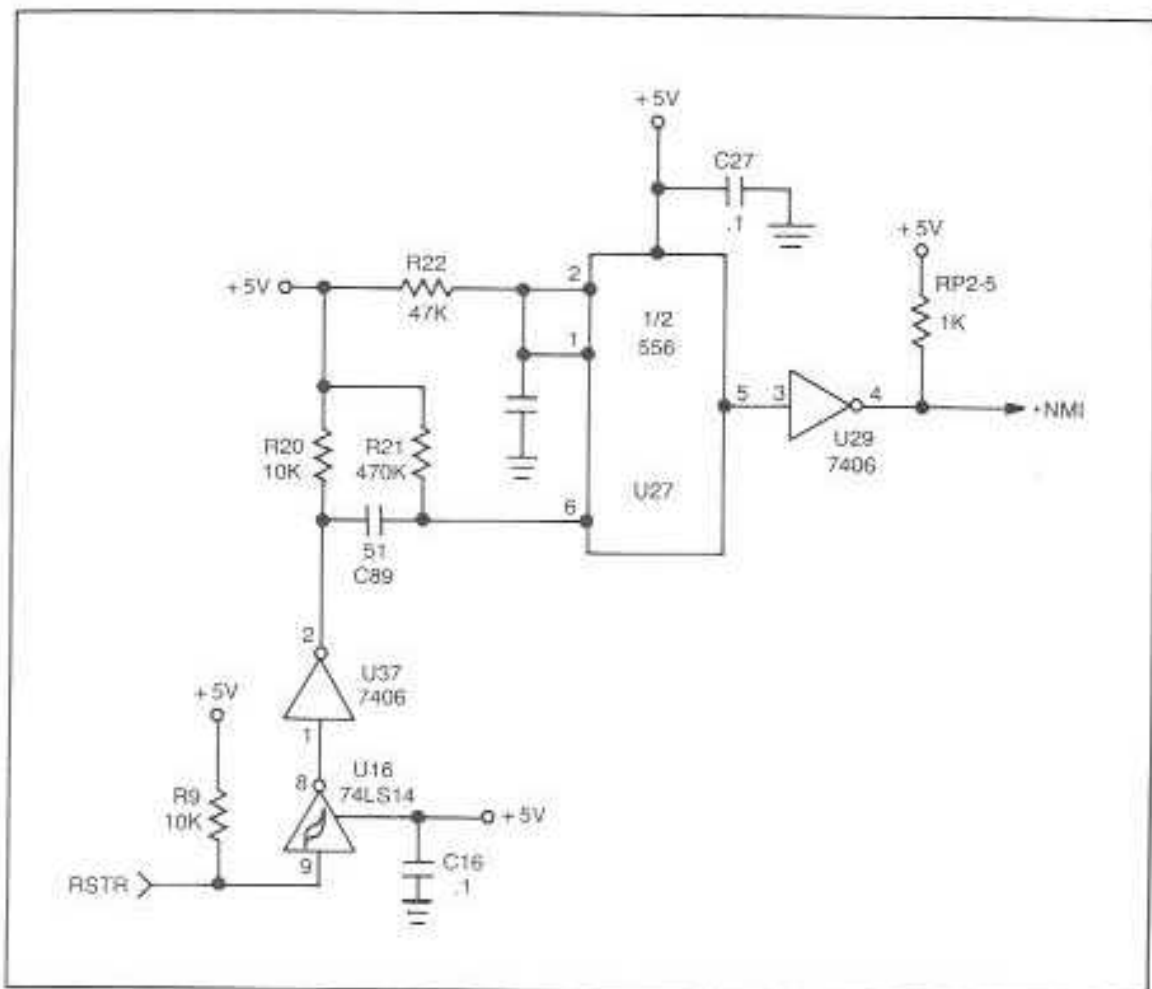 +5V
C27
.1
+5V
RP2-5
1K
+5V
R22
47K
2
1
1/2
556
5
3
4
•NMI
U29
7406
R20
10K
R21
470K
U27
6
51
C89
2
U37
7406
+5V
1
8
U16
74LS14
R9
10K
+5V
9
C16
.1
RSTR